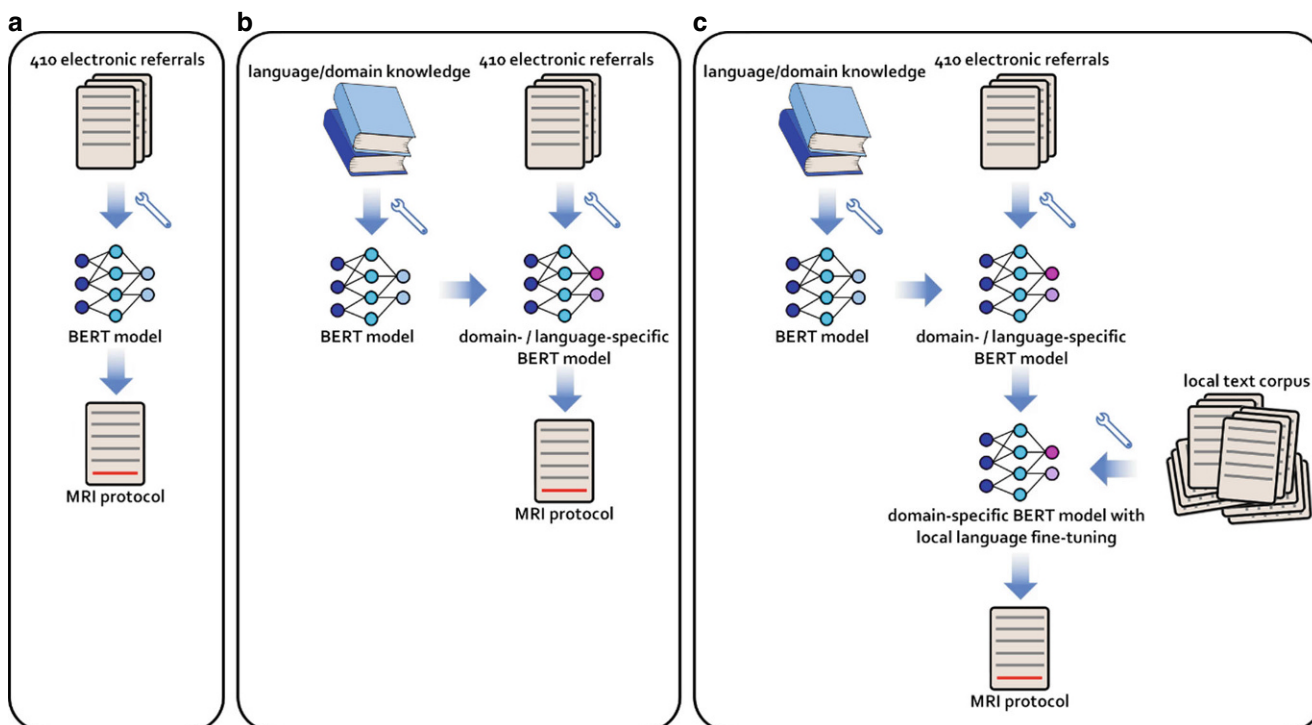 a
410 electronic referrals
BERT model
MRI protocol
b
language/domain knowledge
410 electronic referrals
BERT model
domain- / language-specific
BERT model
MRI protocol
c
language/domain knowledge
410 electronic referrals
BERT model
domain- / language-specific
BERT model
local text corpus
domain-specific BERT model with
local language fine-tuning
MRI protocol